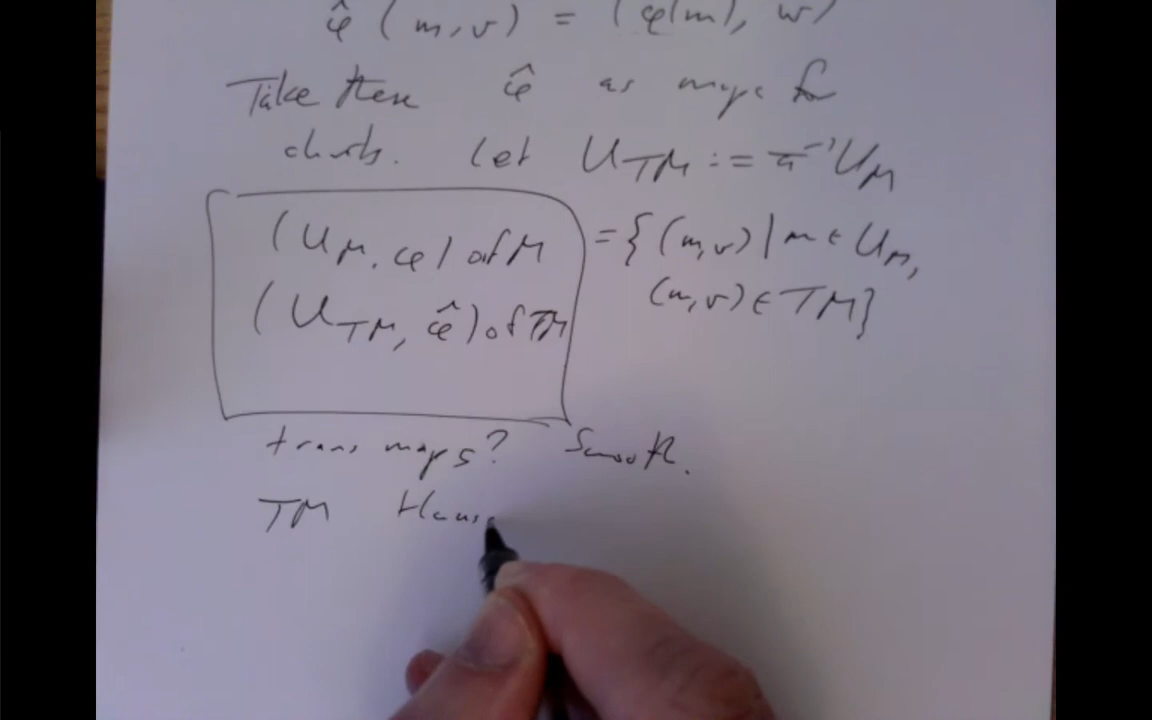 φ̂ (m,v) = (φ(m), w)
Take these φ̂ as maps for
charts. Let U_TM := π⁻¹U_M
(U_M, φ) of M = {(m,v) | m ∈ U_M,
(U_TM, φ̂) of TM (m,v) ∈ TM}
trans maps? Smooth.
TM Haus